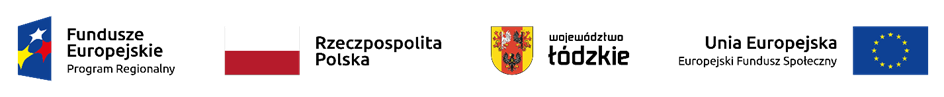 Fundusze
Europejskie
Program Regionalny
Rzeczpospolita
Polska
województwo
łódzkie
Unia Europejska
Europejski Fundusz Społeczny